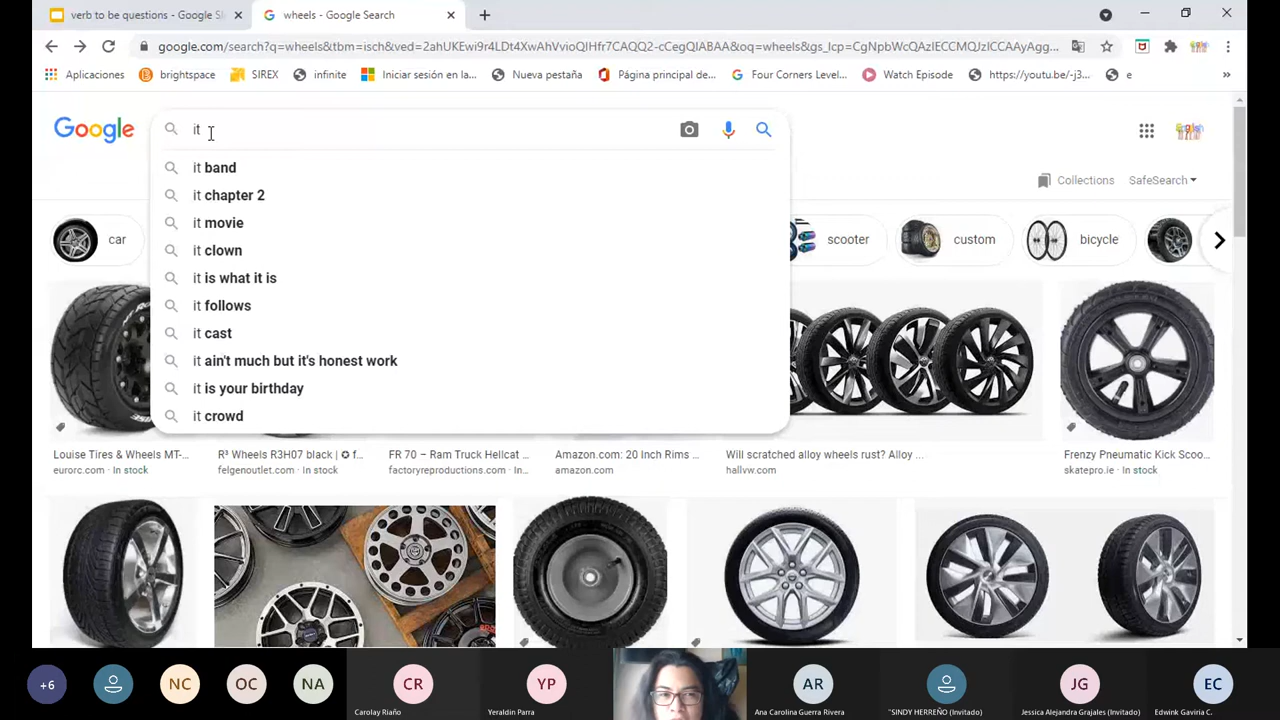 verb to be questions - Google Sl
wheels - Google Search
google.com/search?q=wheels&tbm=isch&ved=2ahUKEwi9r4LDt4XwAhVvioQIHfr7CAQQ2-cCegQIABAA&oq=wheels&gs_lcp=CgNpbWcQAzIECCMQJzICCAAyAgg...
Aplicaciones
brightspace
SIREX
infinite
Iniciar sesión en la...
Nueva pestaña
Página principal de...
Four Corners Level...
Watch Episode
https://youtu.be/-j3...
e
»
Google
it
it band
it chapter 2
it movie
it clown
it is what it is
it follows
it cast
it ain't much but it's honest work
it is your birthday
it crowd
Collections
SafeSearch
car
scooter
custom
bicycle
Louise Tires & Wheels MT-...
eurorc.com · In stock
R³ Wheels R3H07 black | ✪ f...
felgenoutlet.com · In stock
FR 70 – Ram Truck Hellcat ...
factoryreproductions.com · In...
Amazon.com: 20 Inch Rims ...
amazon.com
Will scratched alloy wheels rust? Alloy ...
hallvw.com
Frenzy Pneumatic Kick Scoo...
skatepro.ie · In stock
+6
NC
OC
NA
CR
Carolay Riaño
YP
Yeraldin Parra
AR
Ana Carolina Guerra Rivera
"SINDY HERREÑO (Invitado)
JG
Jessica Alejandra Grajales (Invitado)
EC
Edwink Gaviria C.